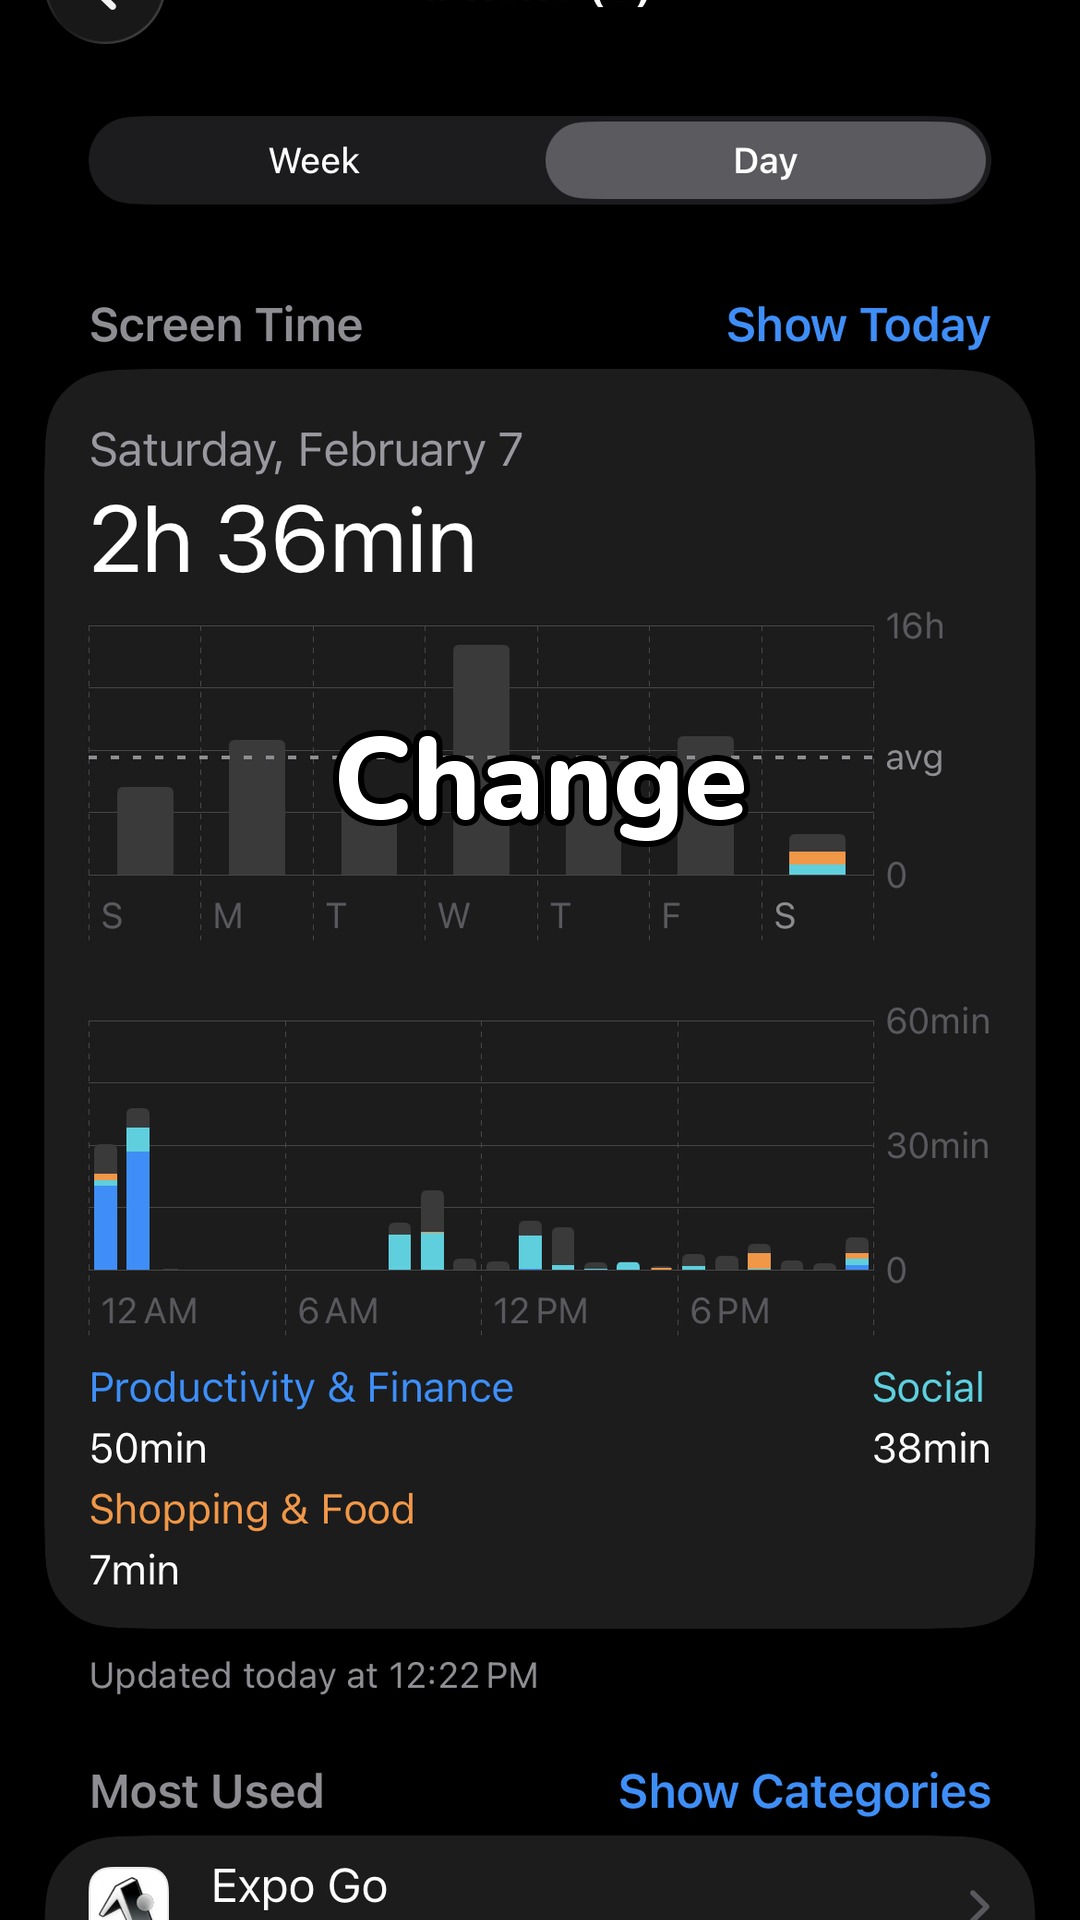 Week
Day
Screen Time
Show Today
Saturday, February 7
2h 36min
16h
avg
Change
0
S M T W T F S
60min
30min
0
12 AM 6 AM 12 PM 6 PM
Productivity & Finance
Social
50min
38min
Shopping & Food
7min
Updated today at 12:22 PM
Most Used
Show Categories
Expo Go